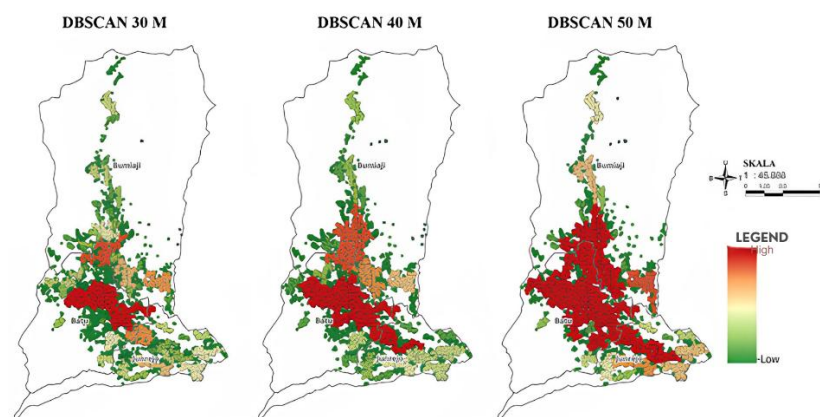 DBSCAN 30 M
DBSCAN 40 M
DBSCAN 50 M
Bumiaji
Bumiaji
Bumiaji
Batu
Batu
Batu
Junrejo
Junrejo
Junrejo
U
B
T
S
SKALA
LEGEND
High
-Low